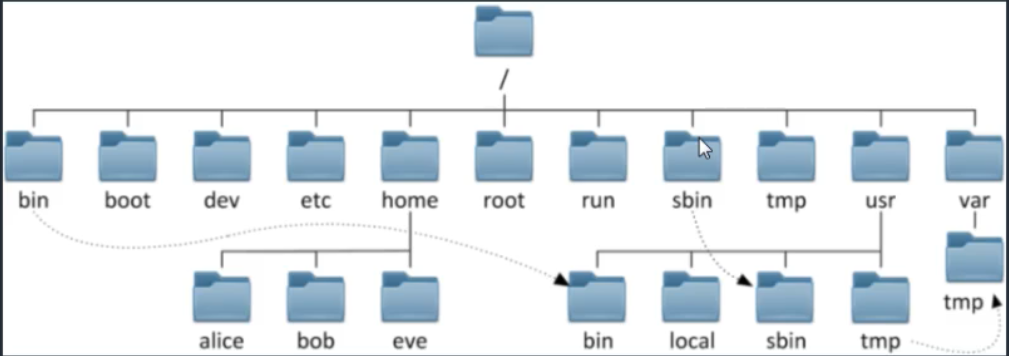 /
bin boot dev etc home root run sbin tmp usr var
tmp
alice bob eve bin local sbin tmp